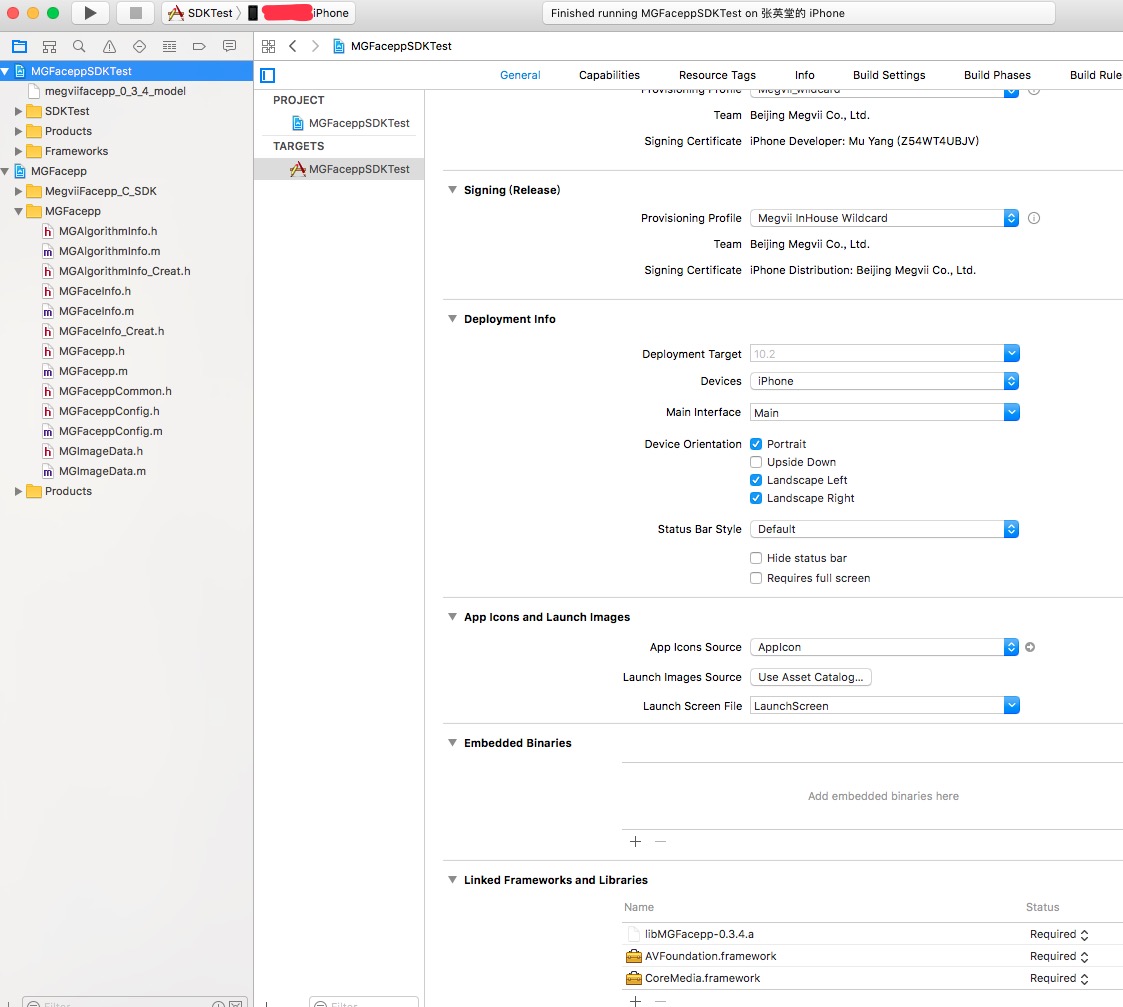 SDKTest
iPhone
Finished running MGFaceppSDKTest on 张英堂的 iPhone
MGFaceppSDKTest
MGFaceppSDKTest
megviifacepp_0_3_4_model
SDKTest
Products
Frameworks
MGFacepp
MegviiFacepp_C_SDK
MGFacepp
MGAlgorithmInfo.h
MGAlgorithmInfo.m
MGAlgorithmInfo_Creat.h
MGFaceInfo.h
MGFaceInfo.m
MGFaceInfo_Creat.h
MGFacepp.h
MGFacepp.m
MGFaceppCommon.h
MGFaceppConfig.h
MGFaceppConfig.m
MGImageData.h
MGImageData.m
Products
Filter
General Capabilities Resource Tags Info Build Settings Build Phases Build Rule
PROJECT
MGFaceppSDKTest
TARGETS
MGFaceppSDKTest
Filter
Provisioning Profile Megvii_wildcard
Team Beijing Megvii Co., Ltd.
Signing Certificate iPhone Developer: Mu Yang (Z54WT4UBJV)
Signing (Release)
Provisioning Profile Megvii InHouse Wildcard
Team Beijing Megvii Co., Ltd.
Signing Certificate iPhone Distribution: Beijing Megvii Co., Ltd.
Deployment Info
Deployment Target 10.2
Devices iPhone
Main Interface Main
Device Orientation Portrait
Upside Down
Landscape Left
Landscape Right
Status Bar Style Default
Hide status bar
Requires full screen
App Icons and Launch Images
App Icons Source AppIcon
Launch Images Source Use Asset Catalog...
Launch Screen File LaunchScreen
Embedded Binaries
Add embedded binaries here
Linked Frameworks and Libraries
Name Status
libMGFacepp-0.3.4.a Required
AVFoundation.framework Required
CoreMedia.framework Required